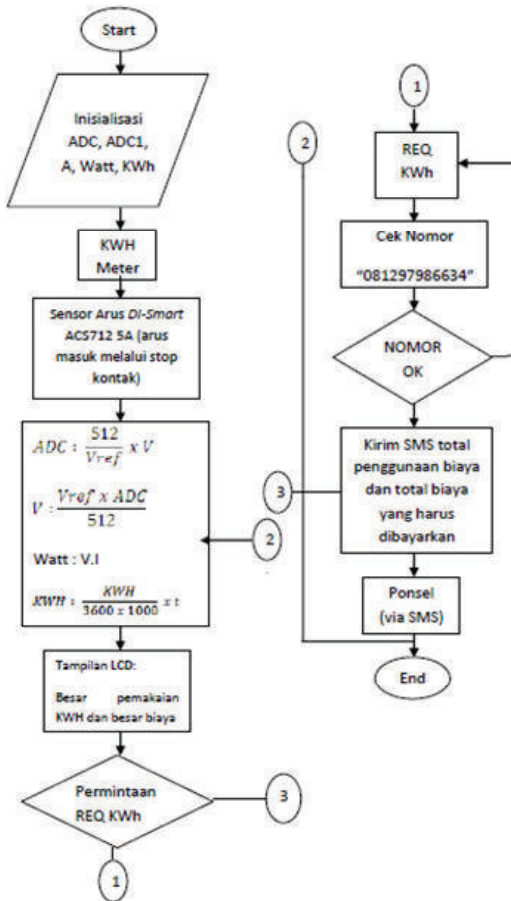 Start
Inisialisasi
ADC, ADC1,
A, Watt, KWh
KWH
Meter
Sensor Arus DI-Smart
ACS712 5A (arus
masuk melalui stop
kontak)
ADC : 512/Vref x V
V : Vref x ADC/512
2
Watt : V.I
KWH : KWH/3600 x 1000 x t
Tampilan LCD:
Besar pemakaian
KWH dan besar biaya
Permintaan
REQ KWh
3
1
1
2
REQ
KWh
Cek Nomor
"081297986634"
NOMOR
OK
Kirim SMS total
penggunaan biaya
dan total biaya
yang harus
dibayarkan
3
Ponsel
(via SMS)
End